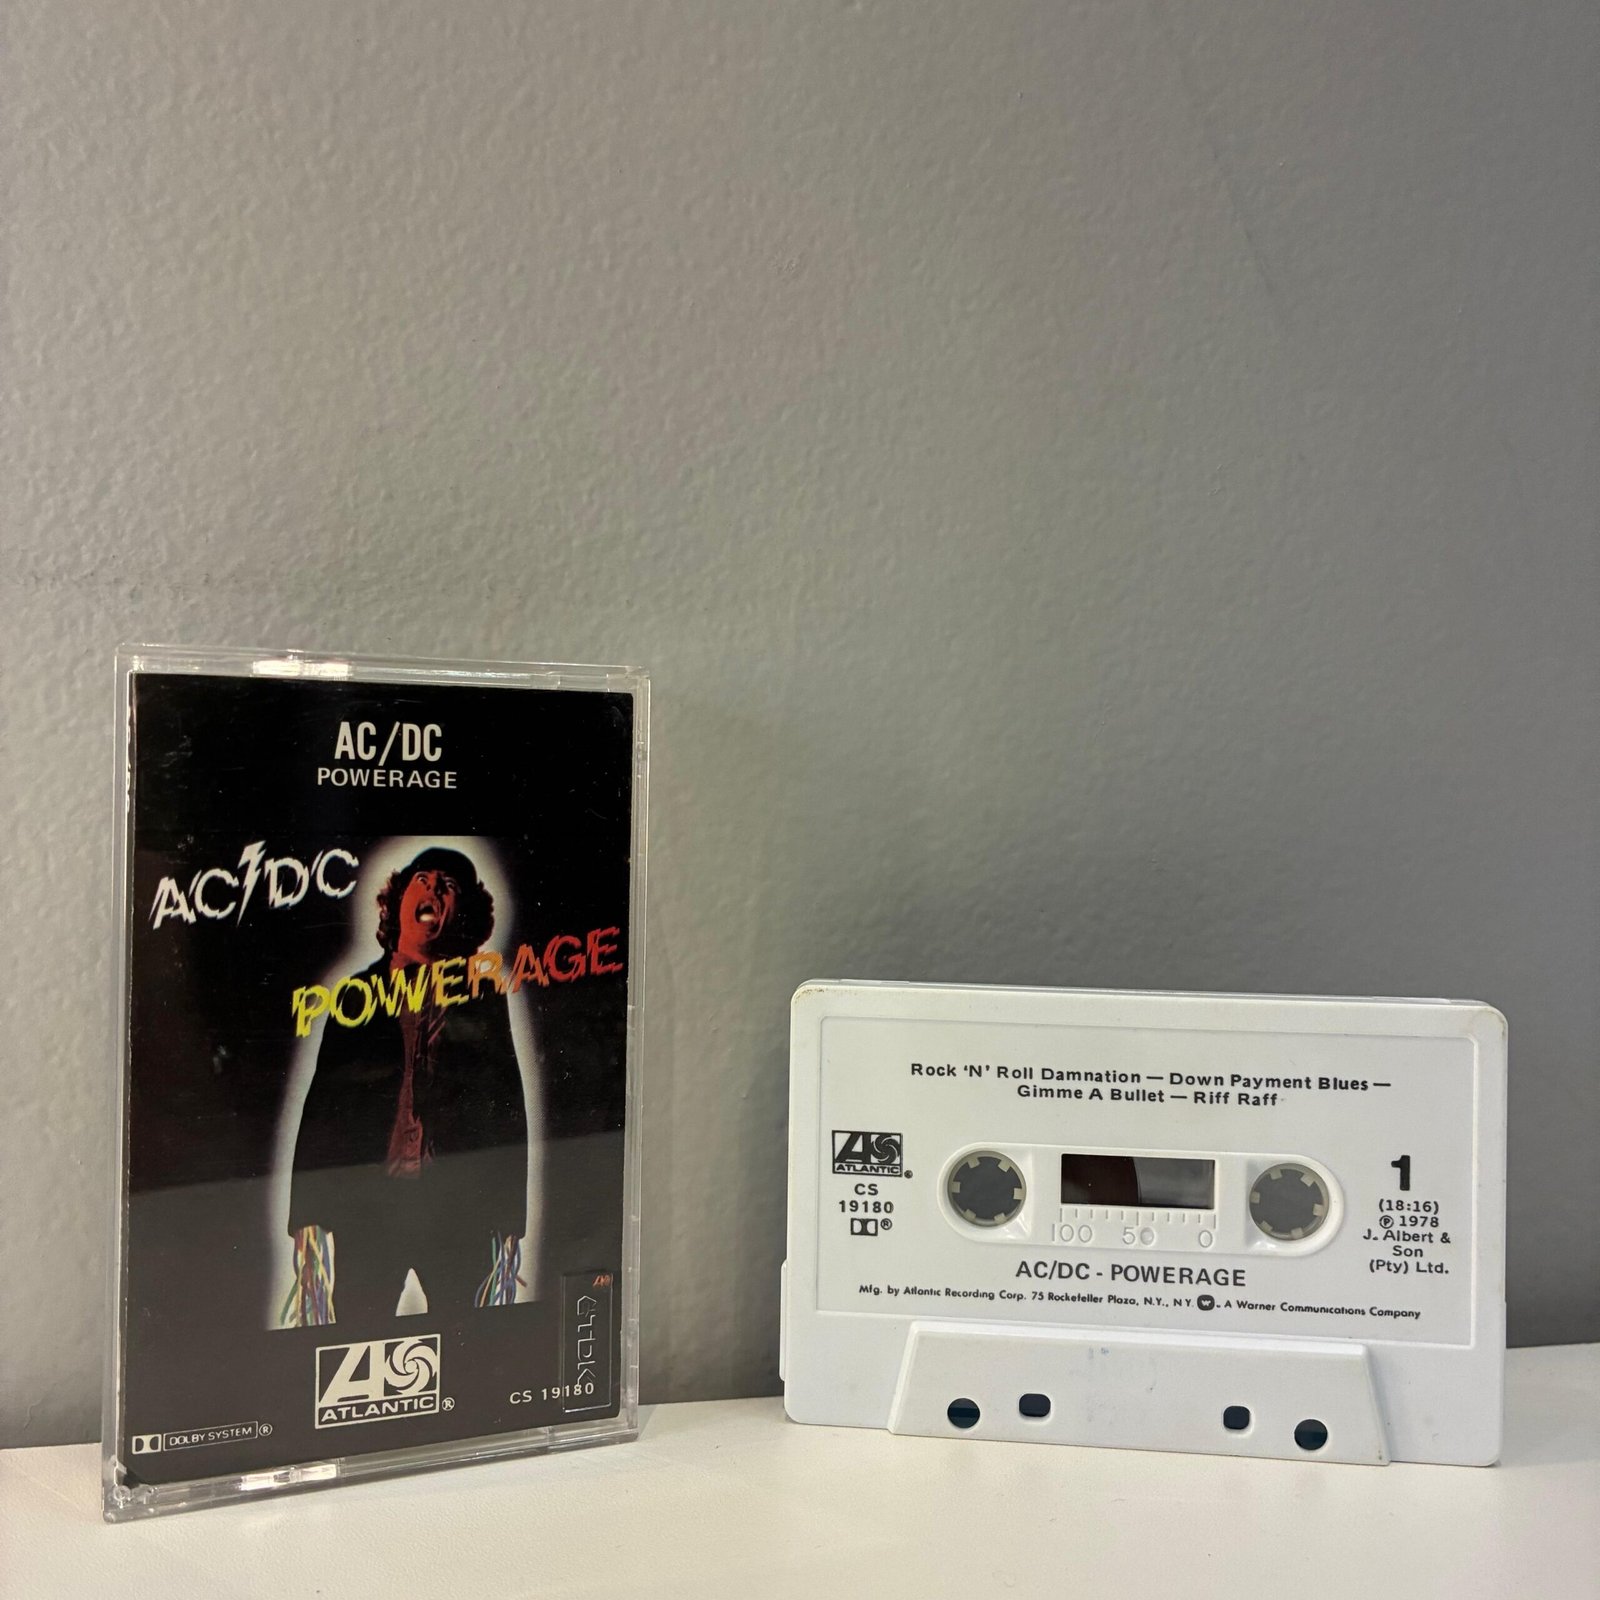 AC/DC
POWERAGE
AC DC
POWERAGE
ATLANTIC ®
CS 19180
DOLBY SYSTEM ®
TDK
Rock 'N' Roll Damnation — Down Payment Blues —
Gimme A Bullet — Riff Raff
ATLANTIC
CS
19180
®
1
(18:16)
℗ 1978
J. Albert &
Son
(Pty) Ltd.
100 50 0
AC/DC - POWERAGE
Mfg. by Atlantic Recording Corp. 75 Rockefeller Plaza, N.Y., N.Y. - A Warner Communications Company